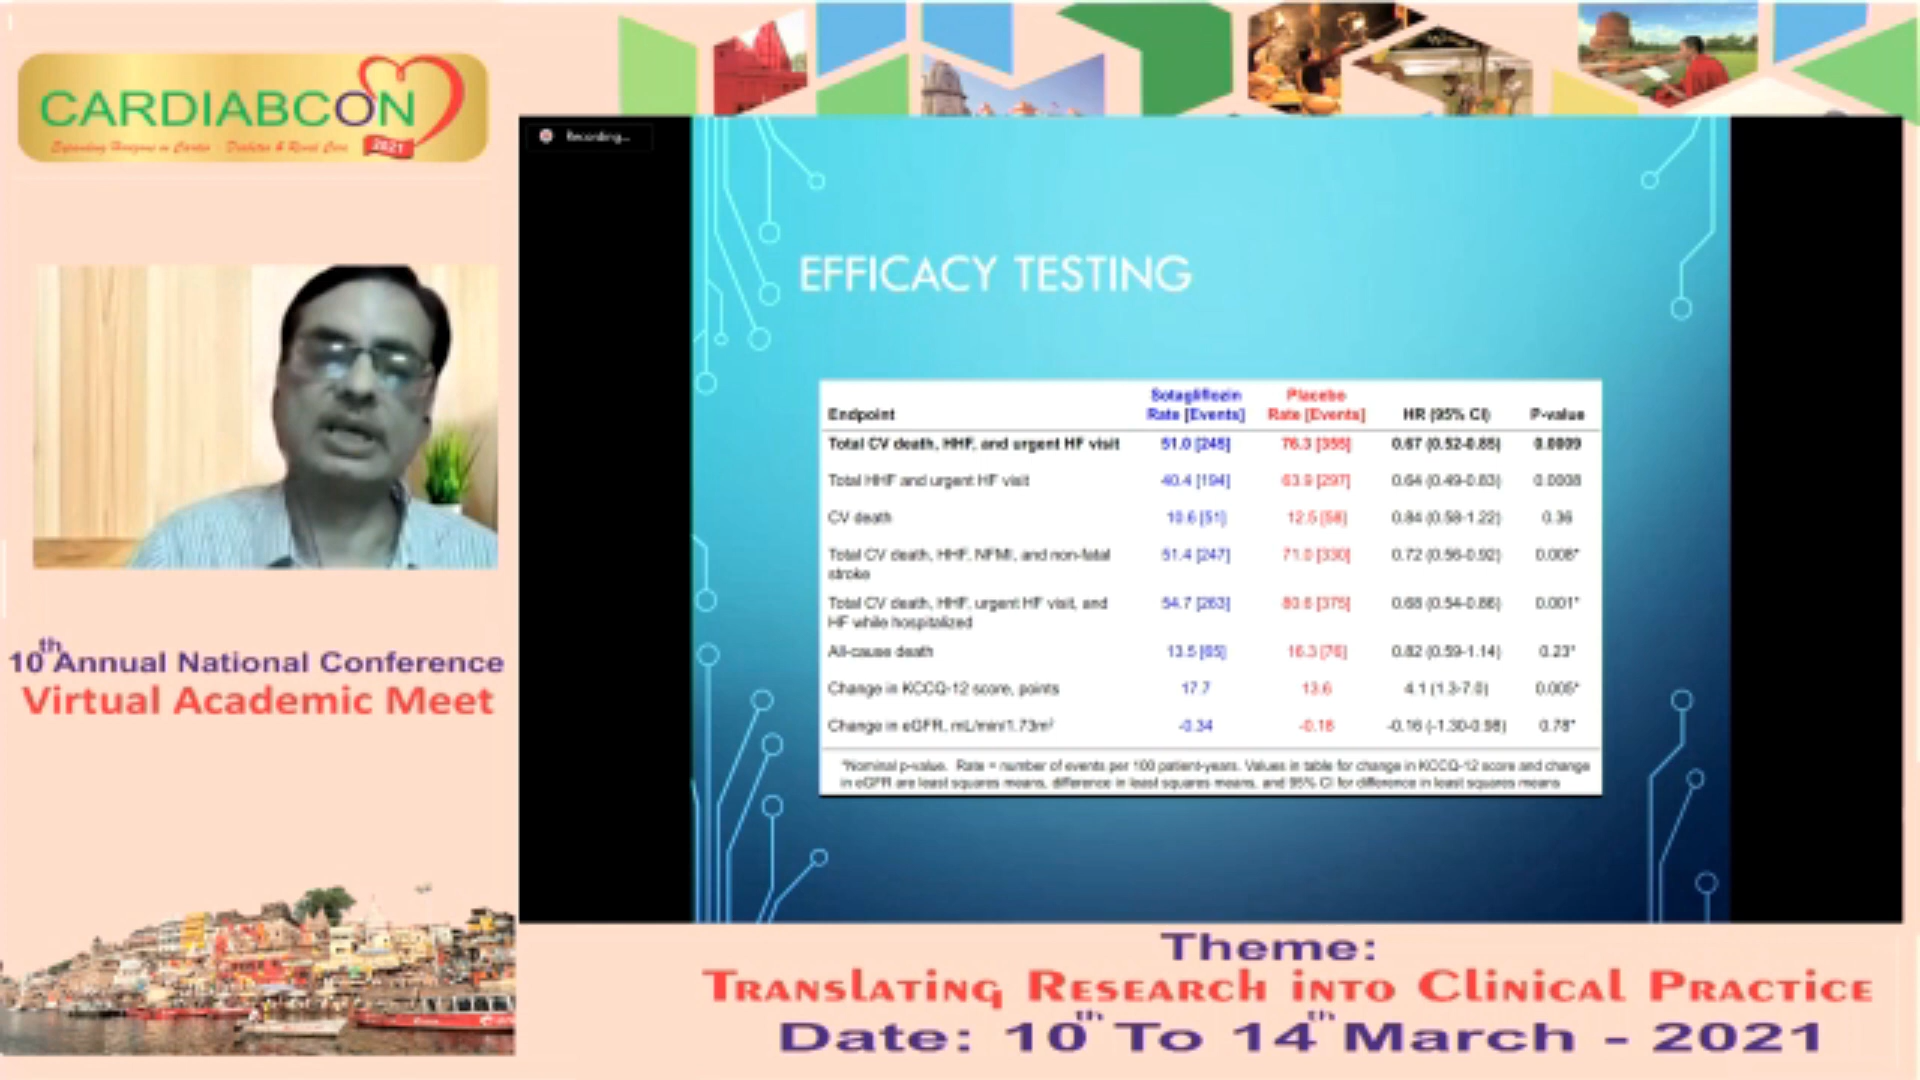 CARDIABCON
Expanding Horizons in Cardio - Diabetes & Renal Care
2021
Recording...
EFFICACY TESTING
Endpoint Sotagliflozin Rate [Events] Placebo Rate [Events] HR (95% CI) P-value
Total CV death, HHF, and urgent HF visit 51.0 [245] 76.3 [355] 0.67 (0.52-0.85) 0.0009
Total HHF and urgent HF visit 40.4 [194] 63.9 [297] 0.64 (0.49-0.83) 0.0008
CV death 10.6 [51] 12.5 [58] 0.84 (0.58-1.22) 0.36
Total CV death, HHF, NFMI, and non-fatal 51.4 [247] 71.0 [330] 0.72 (0.56-0.92) 0.008*
stroke
Total CV death, HHF, urgent HF visit, and 54.7 [263] 80.6 [375] 0.68 (0.54-0.86) 0.001*
HF while hospitalized
All-cause death 13.5 [65] 16.3 [76] 0.82 (0.59-1.14) 0.23*
Change in KCCQ-12 score, points 17.7 13.6 4.1 (1.3-7.0) 0.005*
Change in eGFR, mL/min/1.73m² -0.34 -0.18 -0.16 (-1.30-0.98) 0.78*
*Nominal p-value. Rate = number of events per 100 patient-years. Values in table for change in KCCQ-12 score and change
in eGFR are least squares means, difference in least squares means, and 95% CI for difference in least squares means
10th Annual National Conference
Virtual Academic Meet
Theme:
Translating Research into Clinical Practice
Date: 10th To 14th March - 2021